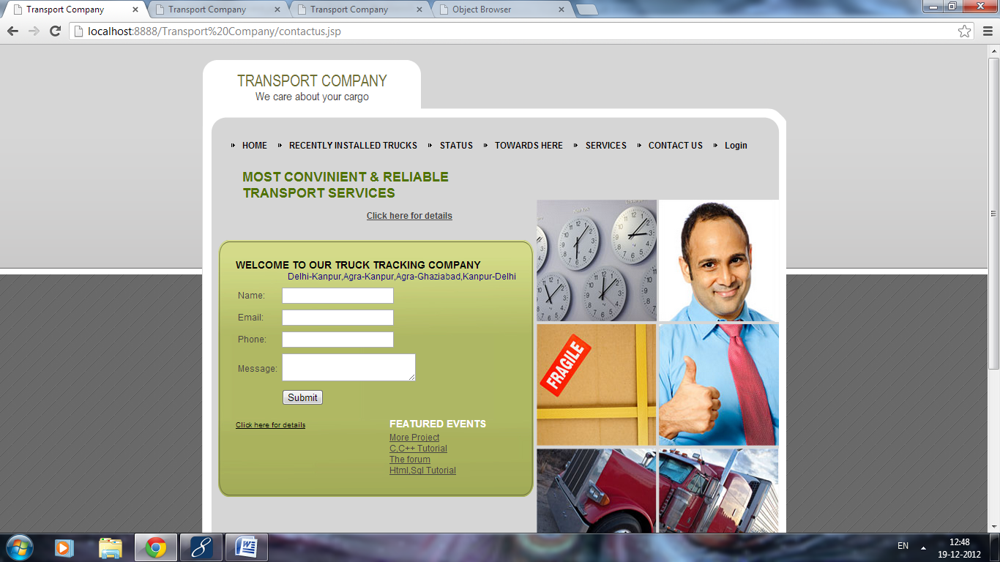 Transport Company
Transport Company
Transport Company
Object Browser
localhost:8888/Transport%20Company/contactus.jsp
TRANSPORT COMPANY
We care about your cargo
HOME
RECENTLY INSTALLED TRUCKS
STATUS
TOWARDS HERE
SERVICES
CONTACT US
Login
MOST CONVINIENT & RELIABLE
TRANSPORT SERVICES
Click here for details
WELCOME TO OUR TRUCK TRACKING COMPANY
Delhi-Kanpur,Agra-Kanpur,Agra-Ghaziabad,Kanpur-Delhi
Name:
Email:
Phone:
Message:
Submit
Click here for details
FEATURED EVENTS
More Project
C,C++ Tutorial
The forum
Html,Sql Tutorial
FRAGILE
EN
12:48
19-12-2012